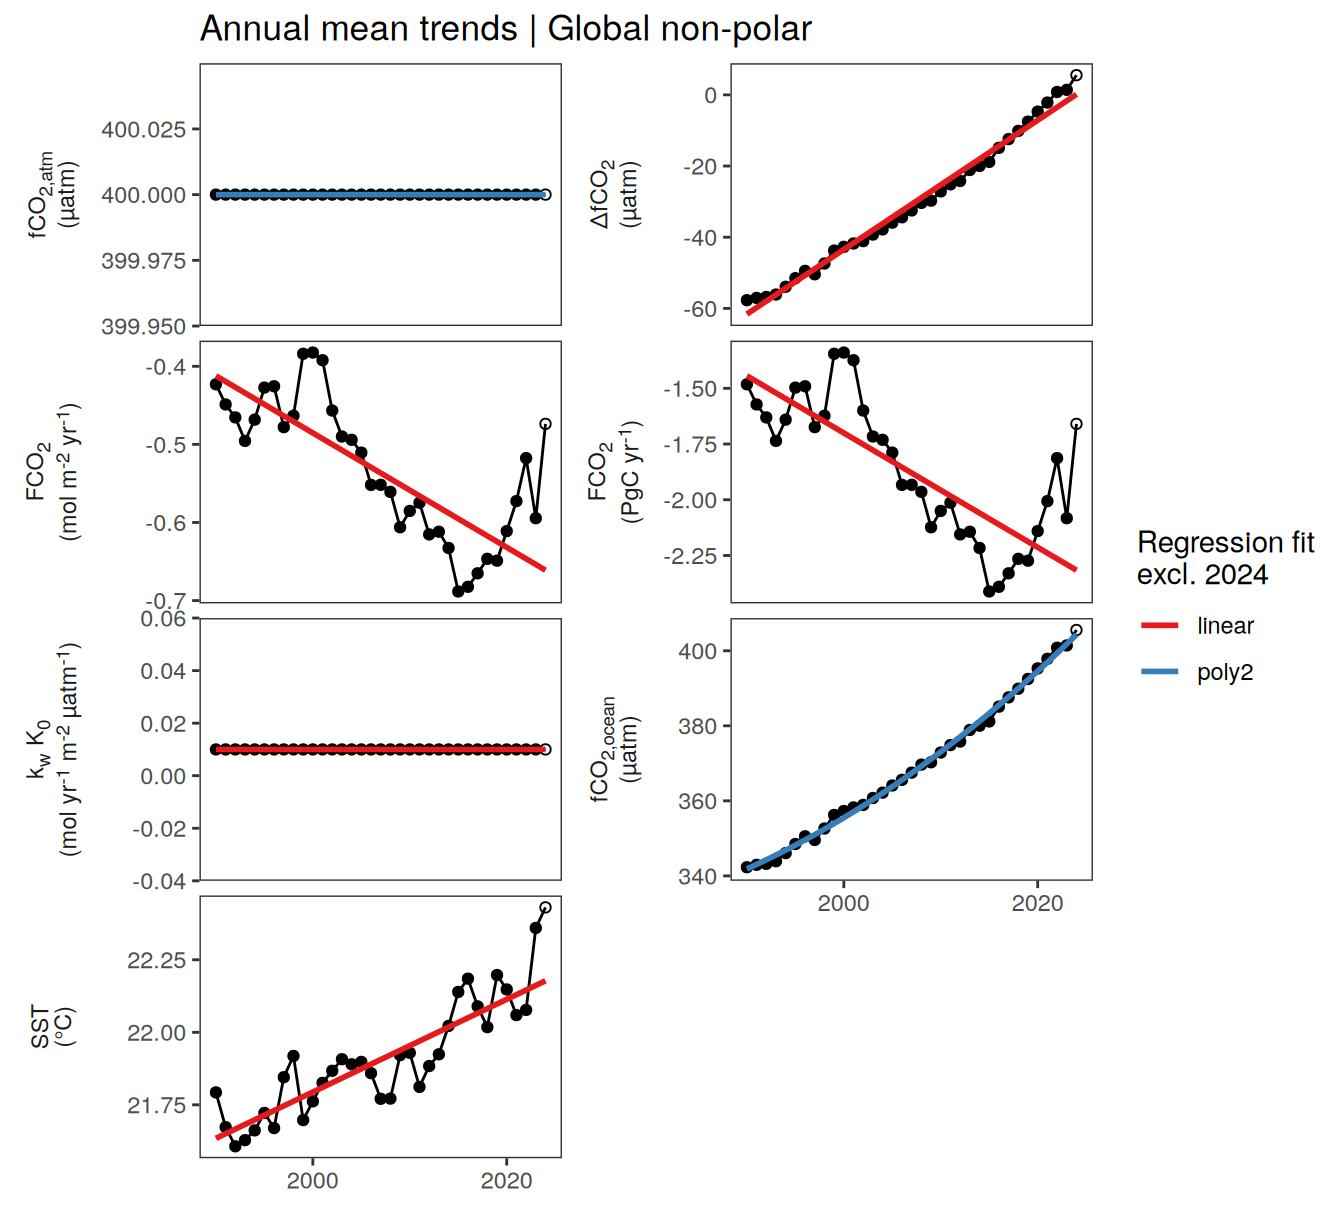 Annual mean trends | Global non-polar
fCO2,atm
(µatm)
400.025
400.000
399.975
399.950
ΔfCO2
(µatm)
0
-20
-40
-60
FCO2
(mol m-2 yr-1)
-0.4
-0.5
-0.6
-0.7
FCO2
(PgC yr-1)
-1.50
-1.75
-2.00
-2.25
kw K0
(mol yr-1 m-2 µatm-1)
0.06
0.04
0.02
0.00
-0.02
-0.04
fCO2,ocean
(µatm)
400
380
360
340
2000 2020
SST
(°C)
22.25
22.00
21.75
2000 2020
Regression fit
excl. 2024
linear
poly2